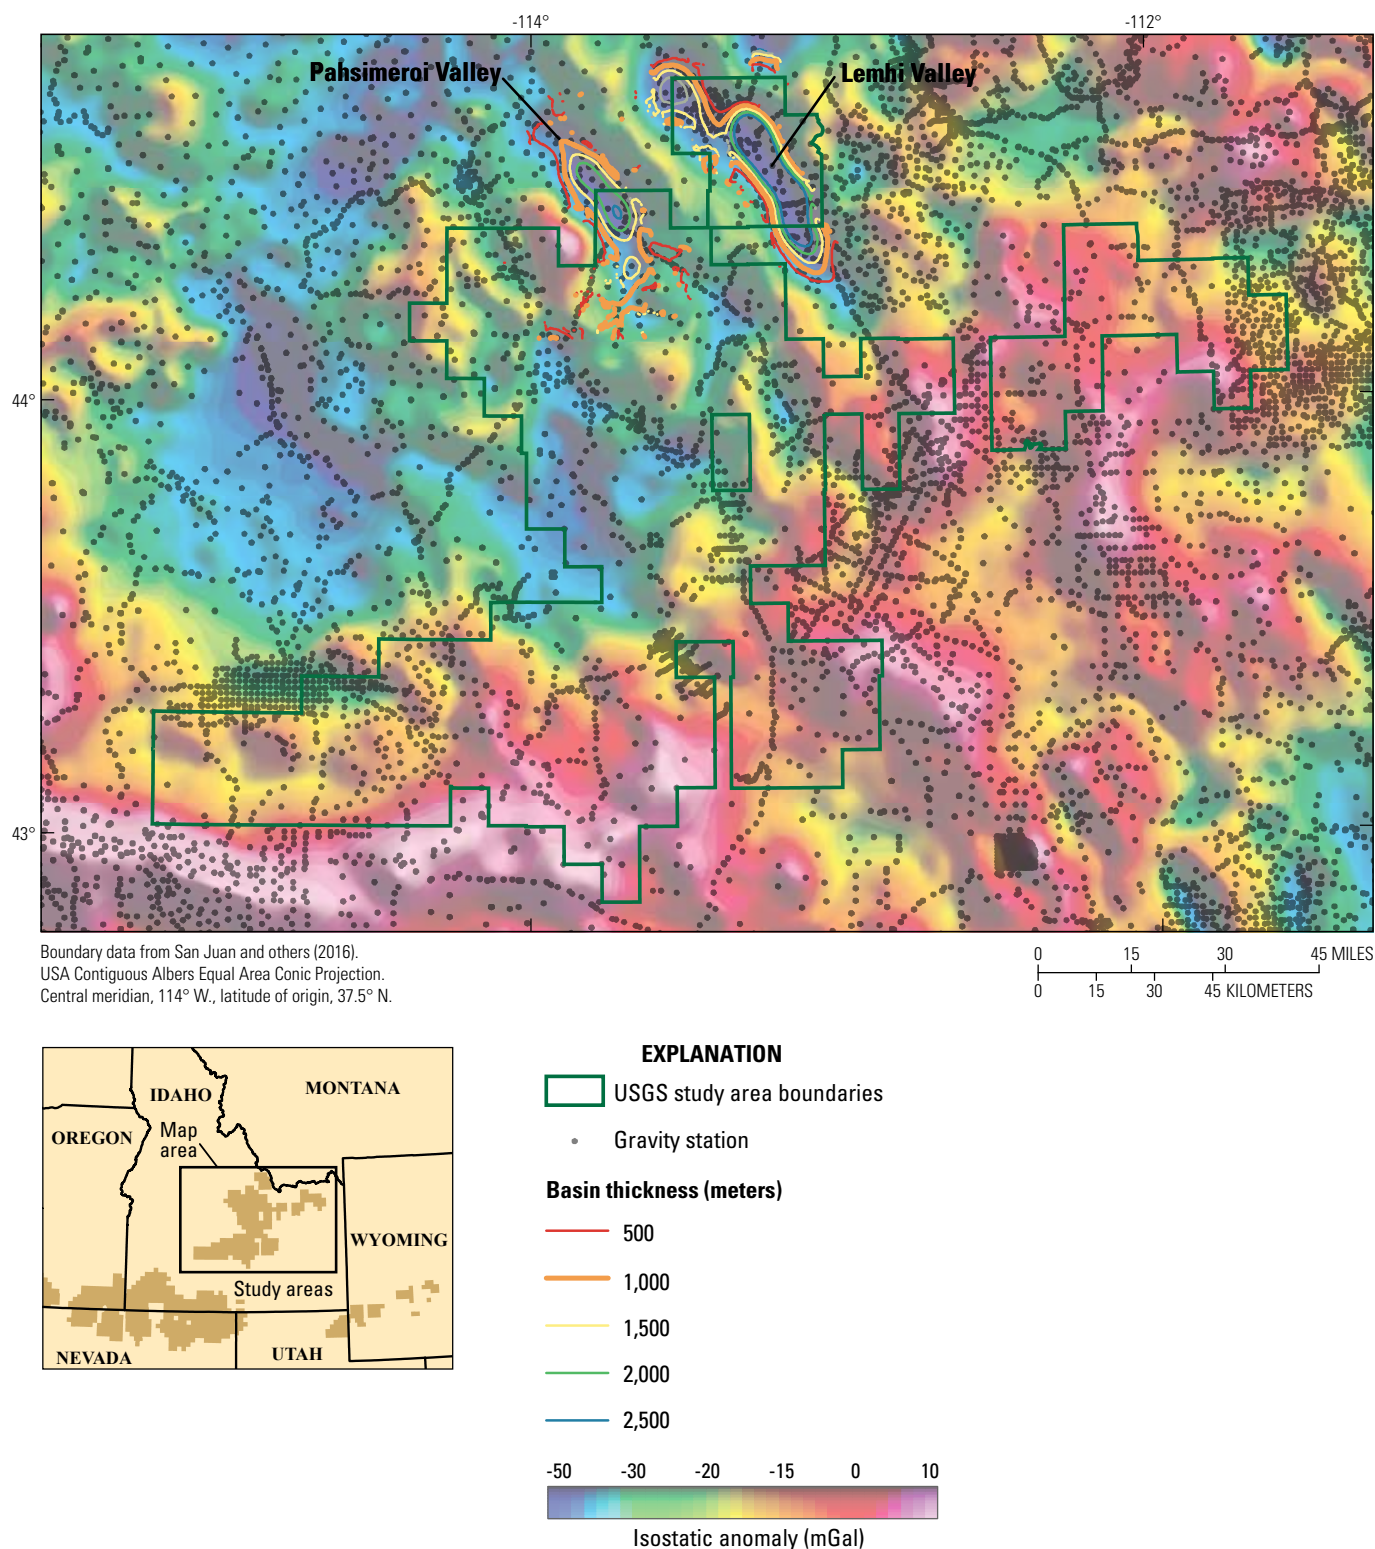 -114°
-112°
Pahsimeroi Valley
Lemhi Valley
44°
43°
Boundary data from San Juan and others (2016).
USA Contiguous Albers Equal Area Conic Projection.
Central meridian, 114° W., latitude of origin, 37.5° N.
0 15 30 45 MILES
0 15 30 45 KILOMETERS
IDAHO
MONTANA
OREGON
Map
area
WYOMING
Study areas
NEVADA
UTAH
EXPLANATION
USGS study area boundaries
Gravity station
Basin thickness (meters)
500
1,000
1,500
2,000
2,500
-50 -30 -20 -15 0 10
Isostatic anomaly (mGal)